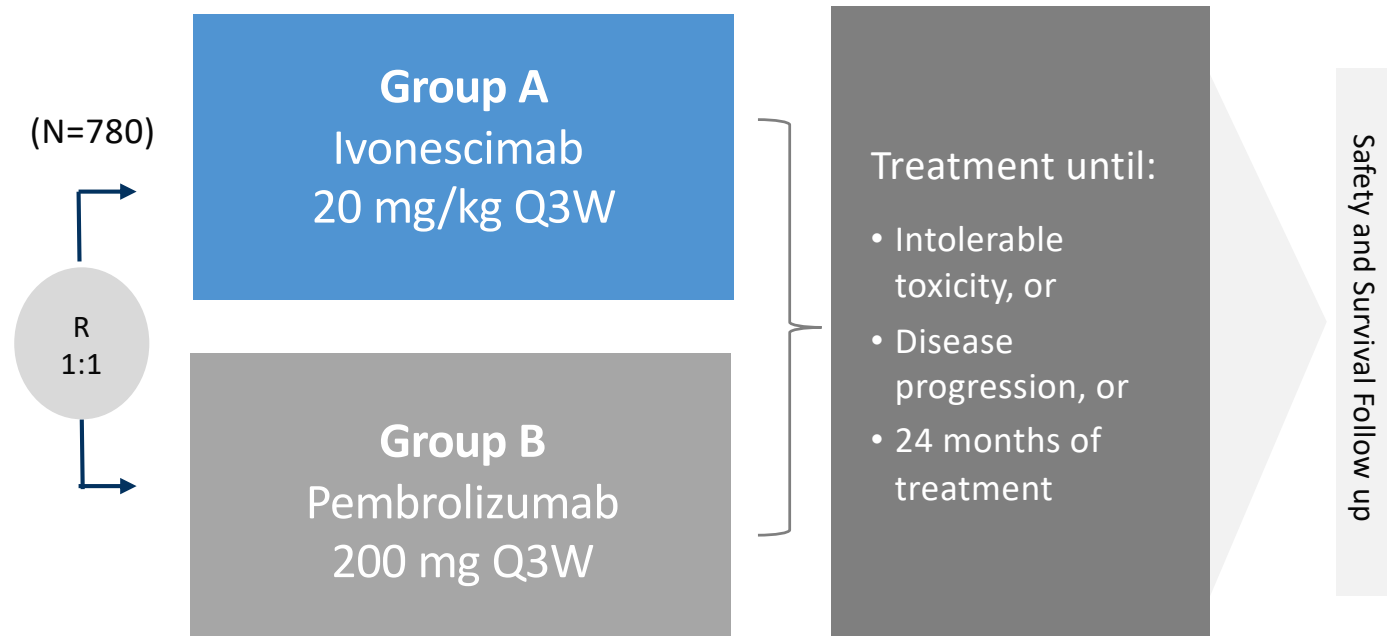 (N=780)
R
1:1
Group A
Ivonescimab
20 mg/kg Q3W
Group B
Pembrolizumab
200 mg Q3W
Treatment until:
• Intolerable
toxicity, or
• Disease
progression, or
• 24 months of
treatment
Safety and Survival Follow up